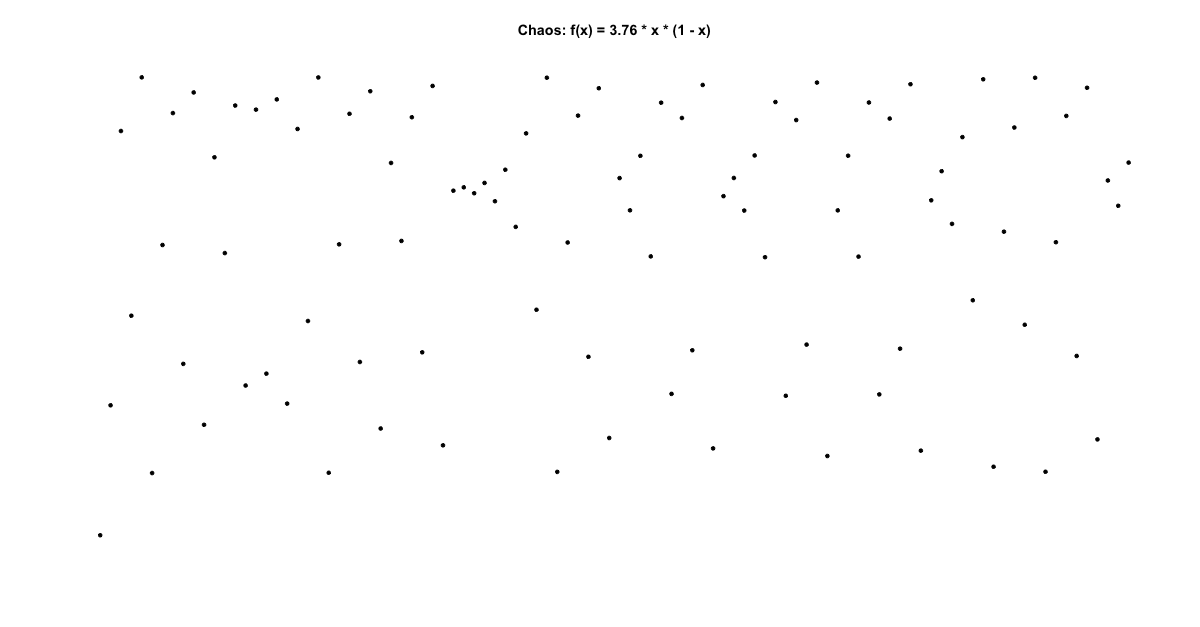 Chaos: f(x) = 3.76 * x * (1 - x)